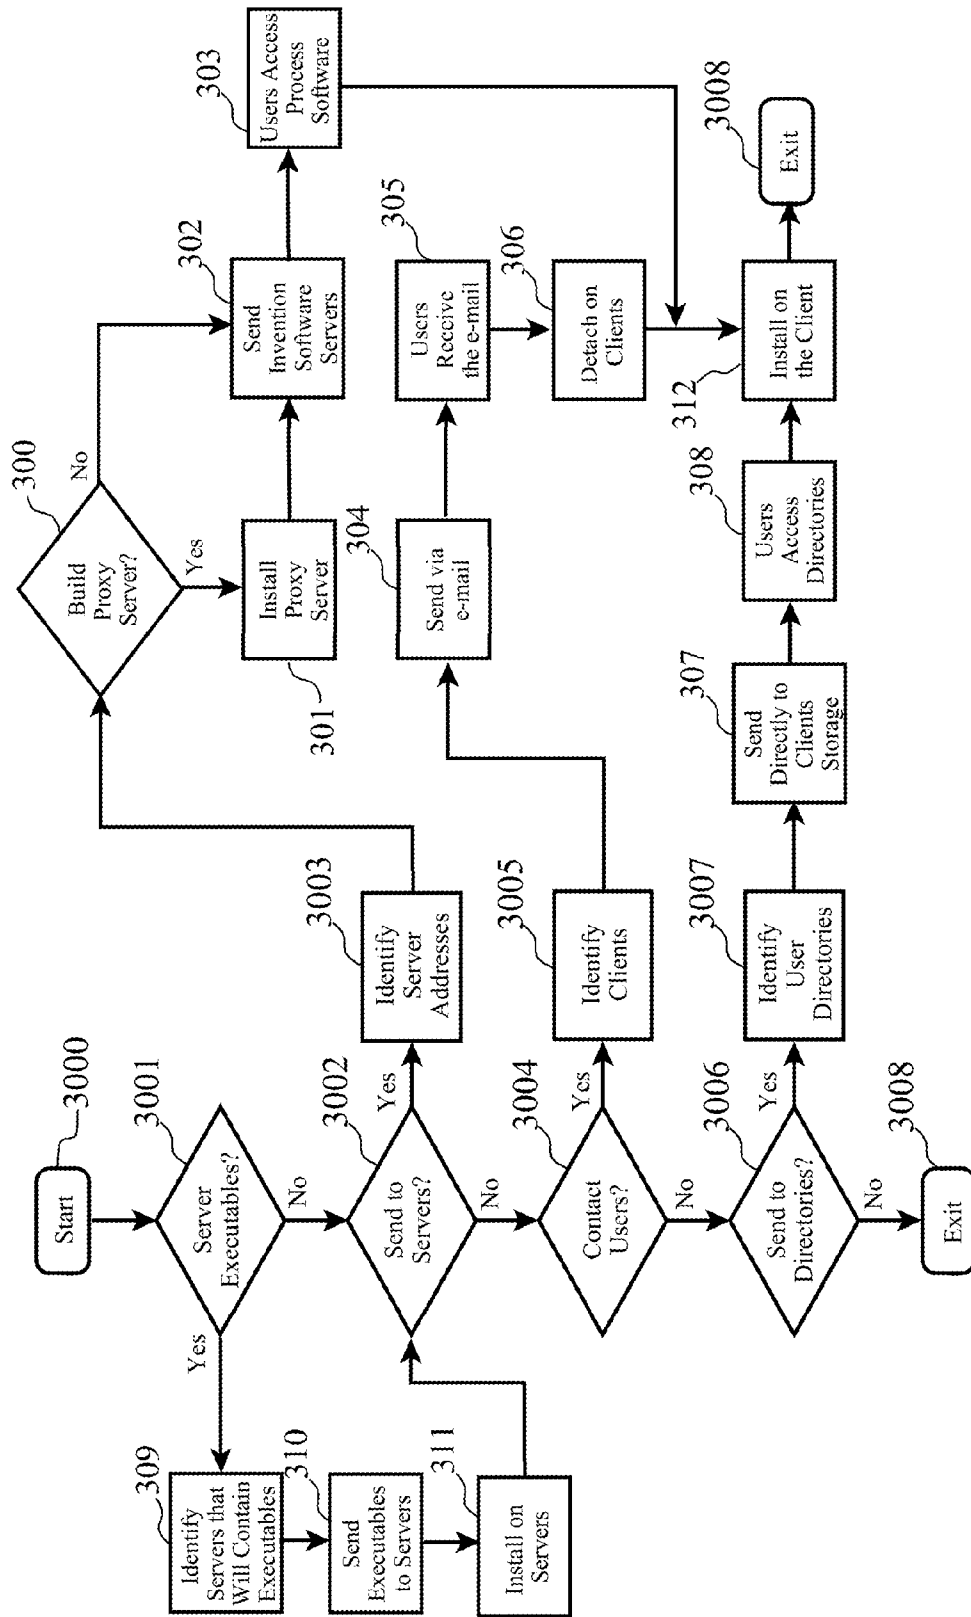 3000
Start
3001
Server
Executables?
Yes
No
309
Identify
Servers that
Will Contain
Executables
310
Send
Executables
to Servers
311
Install on
Servers
3002
Send to
Servers?
Yes
No
3003
Identify
Server
Addresses
300
Build
Proxy
Server?
No
Yes
301
Install
Proxy
Server
302
Send
Invention
Software
Servers
303
Users Access
Process
Software
3004
Contact
Users?
Yes
No
3005
Identify
Clients
304
Send via
e-mail
305
Users
Receive
the e-mail
306
Detach on
Clients
3006
Send to
Directories?
Yes
No
3007
Identify
User
Directories
307
Send
Directly to
Clients
Storage
308
Users
Access
Directories
312
Install on
the Client
3008
Exit
3008
Exit